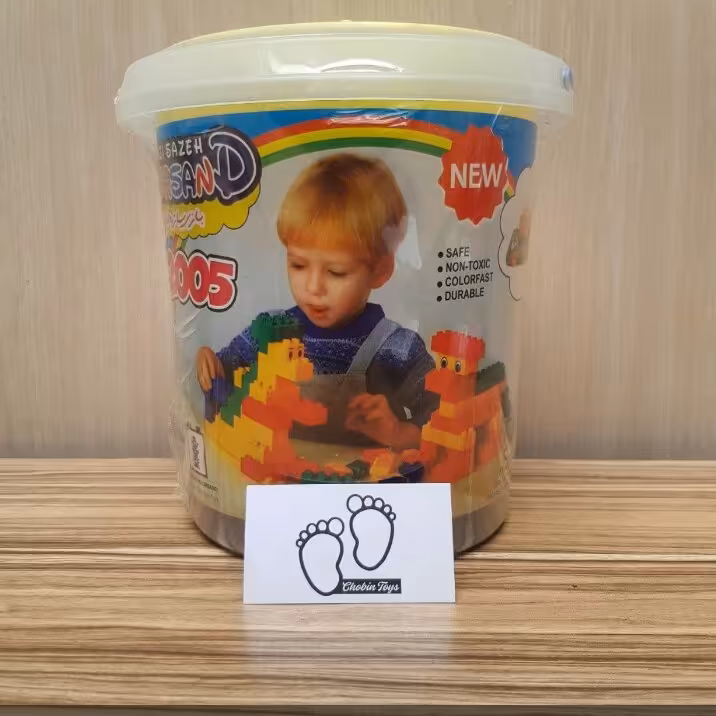 SAZEH
SAND
2005
NEW
• SAFE
• NON-TOXIC
• COLORFAST
• DURABLE
Chobin Toys